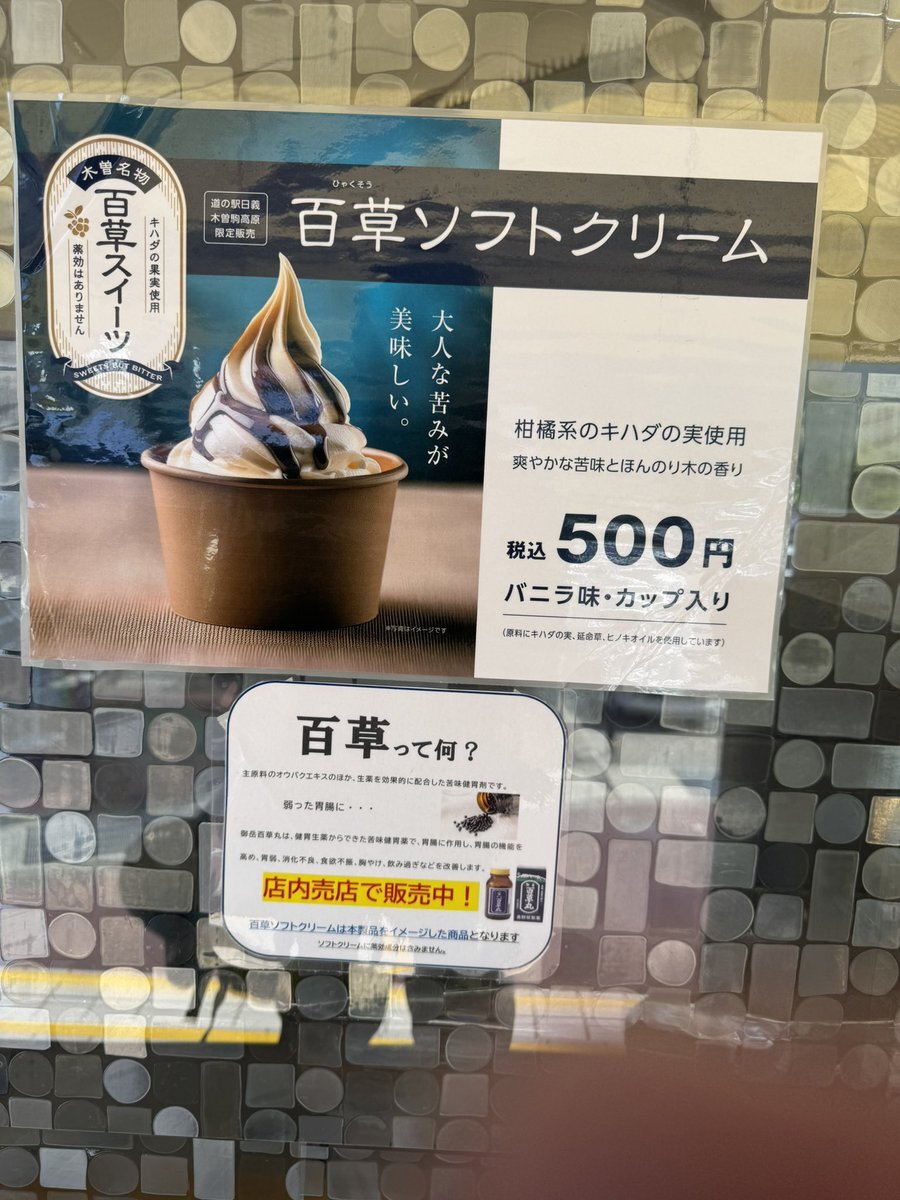 木曽名物
百草スイーツ
キハダの果実使用
薬効はありません
SWEETS BUT BITTER
道の駅日義
木曽駒高原
限定販売
ひゃくそう
百草ソフトクリーム
大人な苦みが
美味しい。
柑橘系のキハダの実使用
爽やかな苦味とほんのり木の香り
税込 500円
バニラ味・カップ入り
(原料にキハダの実、延命草、ヒノキオイルを使用しています)
※写真はイメージです
百草って何？
主原料のオウバクエキスのほか、生薬を効果的に配合した苦味健胃剤です。
弱った胃腸に・・・
御岳百草丸は、健胃生薬からできた苦味健胃薬で、胃腸に作用し、胃腸の機能を
高め、胃弱、消化不良、食欲不振、胸やけ、飲み過ぎなどを改善します。
店内売店で販売中！
百草丸
百草ソフトクリームは本製品をイメージした商品となります
ソフトクリームに薬効成分は含みません。